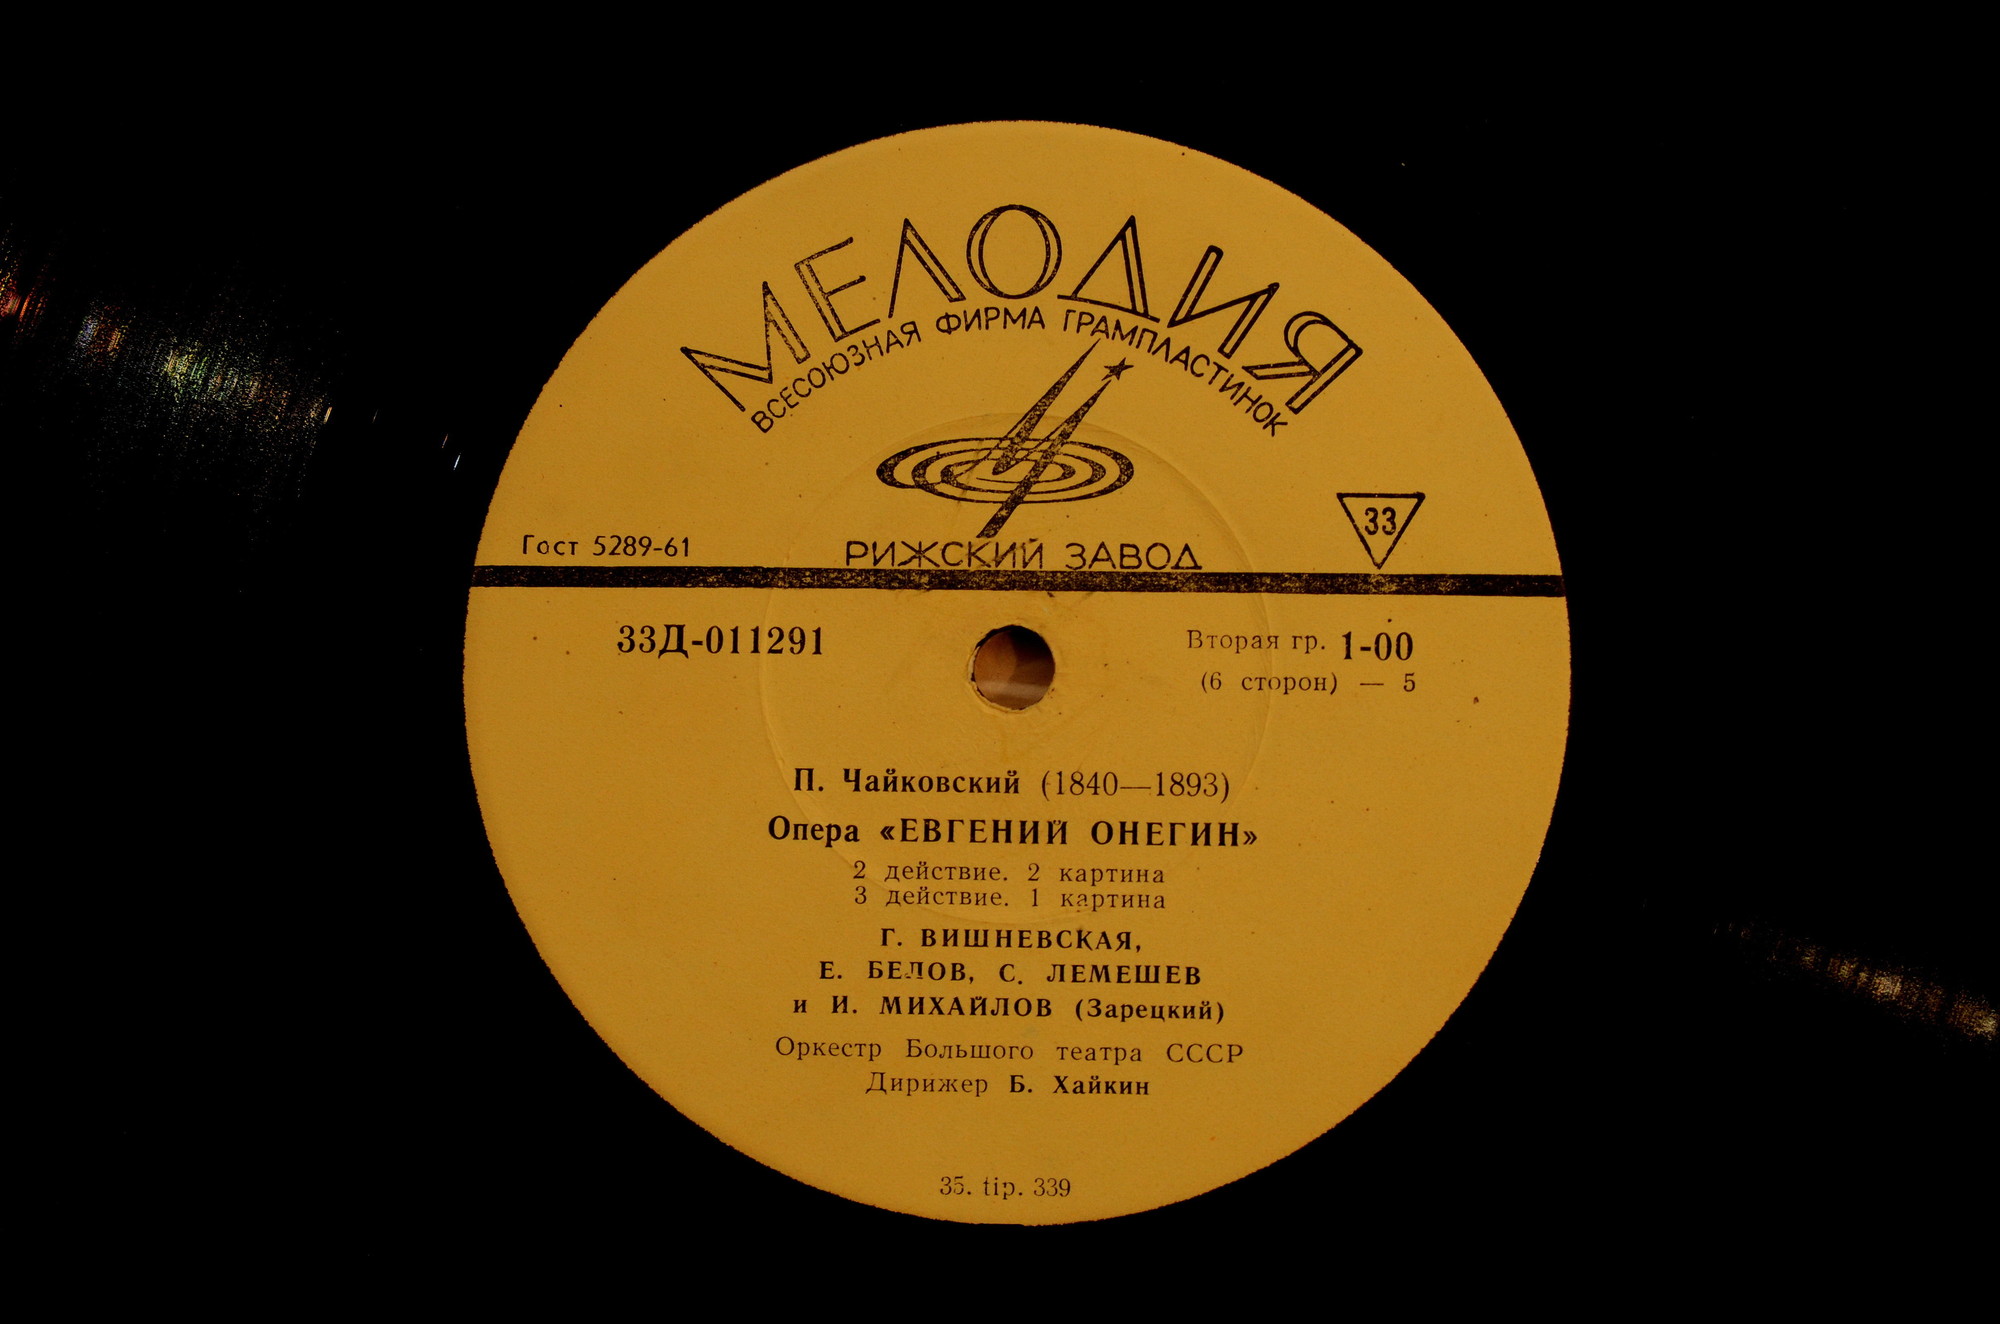 МЕЛОДИЯ
ВСЕСОЮЗНАЯ ФИРМА ГРАМПЛАСТИНОК
Гост 5289-61
РИЖСКИЙ ЗАВОД
33
33Д-011291
Вторая гр. 1-00
(6 сторон) — 5
П. Чайковский (1840—1893)
Опера «ЕВГЕНИЙ ОНЕГИН»
2 действие. 2 картина
3 действие. 1 картина
Г. ВИШНЕВСКАЯ,
Е. БЕЛОВ, С. ЛЕМЕШЕВ
и И. МИХАЙЛОВ (Зарецкий)
Оркестр Большого театра СССР
Дирижер Б. Хайкин
35. tip. 339